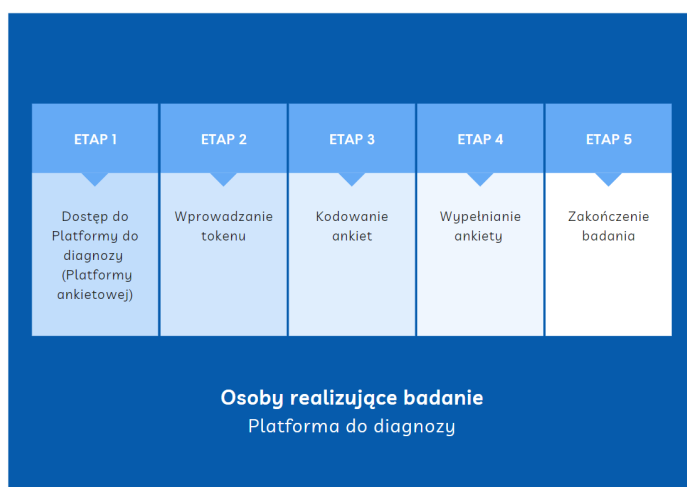 ETAP 1
Dostęp do
Platformy do
diagnozy
(Platformy
ankietowej)
ETAP 2
Wprowadzanie
tokenu
ETAP 3
Kodowanie
ankiet
ETAP 4
Wypełnianie
ankiety
ETAP 5
Zakończenie
badania
Osoby realizujące badanie
Platforma do diagnozy